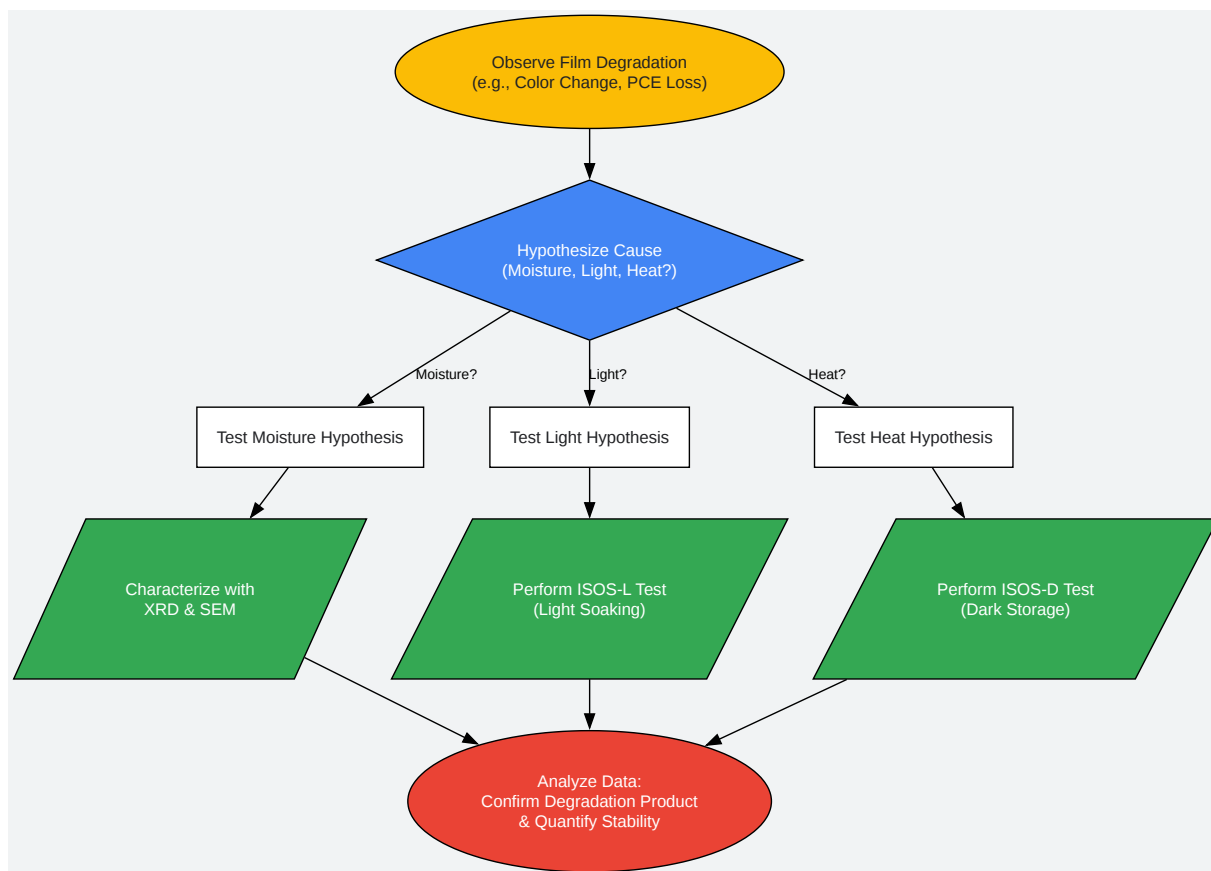 Observe Film Degradation
(e.g., Color Change, PCE Loss)
Hypothesize Cause
(Moisture, Light, Heat?)
Moisture?
Light?
Heat?
Test Moisture Hypothesis
Test Light Hypothesis
Test Heat Hypothesis
Characterize with
XRD & SEM
Perform ISOS-L Test
(Light Soaking)
Perform ISOS-D Test
(Dark Storage)
Analyze Data:
Confirm Degradation Product
& Quantify Stability